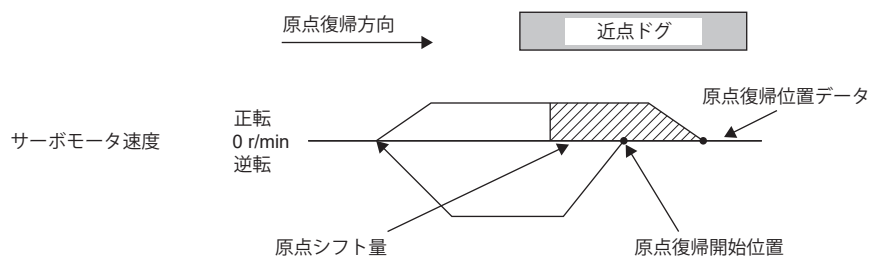 原点復帰方向
近点ドグ
原点復帰位置データ
正転
サーボモータ速度
0 r/min
逆転
原点シフト量
原点復帰開始位置